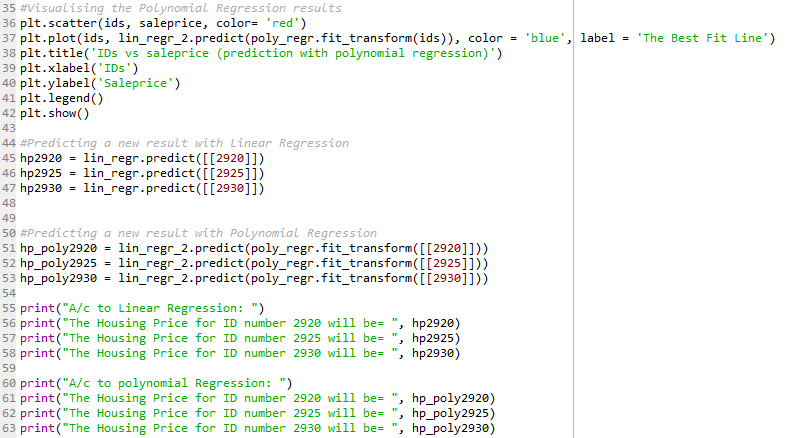 35 #Visualising the Polynomial Regression results
36 plt.scatter(ids, saleprice, color= 'red')
37 plt.plot(ids, lin_regr_2.predict(poly_regr.fit_transform(ids)), color = 'blue', label = 'The Best Fit Line')
38 plt.title('IDs vs saleprice (prediction with polynomial regression)')
39 plt.xlabel('IDs')
40 plt.ylabel('Saleprice')
41 plt.legend()
42 plt.show()
43
44 #Predicting a new result with Linear Regression
45 hp2920 = lin_regr.predict([[2920]])
46 hp2925 = lin_regr.predict([[2925]])
47 hp2930 = lin_regr.predict([[2930]])
48
49
50 #Predicting a new result with Polynomial Regression
51 hp_poly2920 = lin_regr_2.predict(poly_regr.fit_transform([[2920]]))
52 hp_poly2925 = lin_regr_2.predict(poly_regr.fit_transform([[2925]]))
53 hp_poly2930 = lin_regr_2.predict(poly_regr.fit_transform([[2930]]))
54
55 print("A/c to Linear Regression: ")
56 print("The Housing Price for ID number 2920 will be= ", hp2920)
57 print("The Housing Price for ID number 2925 will be= ", hp2925)
58 print("The Housing Price for ID number 2930 will be= ", hp2930)
59
60 print("A/c to polynomial Regression: ")
61 print("The Housing Price for ID number 2920 will be= ", hp_poly2920)
62 print("The Housing Price for ID number 2925 will be= ", hp_poly2925)
63 print("The Housing Price for ID number 2930 will be= ", hp_poly2930)